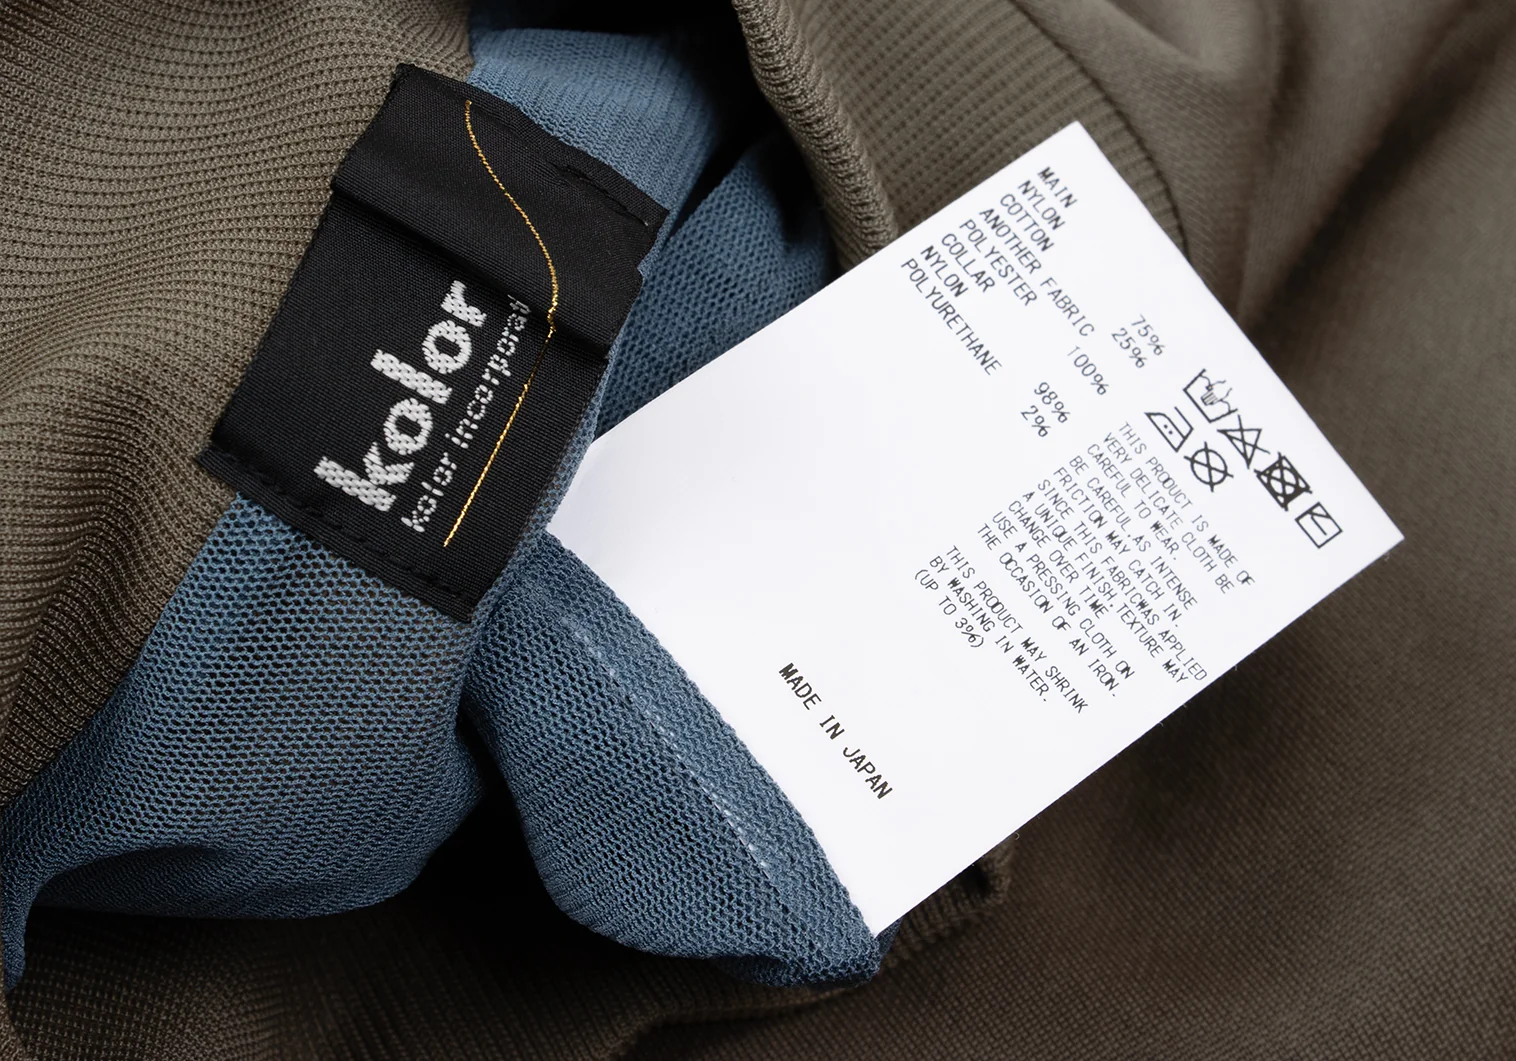 kolor
kolor incorporat
MAIN
NYLON 75%
COTTON 25%
ANOTHER FABRIC
POLYESTER 100%
COLLAR
NYLON 98%
POLYURETHANE 2%
THIS PRODUCT IS MADE OF
VERY DELICATE CLOTH BE
CAREFUL TO WEAR.
BE CAREFUL, AS INTENSE
FRICTION MAY CATCH IN.
SINCE THIS FABRICWAS APPLIED
A UNIQUE FINISH.TEXTURE MAY
CHANGE OVER TIME.
USE A PRESSING CLOTH ON
THE OCCASION OF AN IRON.
THIS PRODUCT MAY SHRINK
BY WASHING IN WATER.
(UP TO 3%)
MADE IN JAPAN